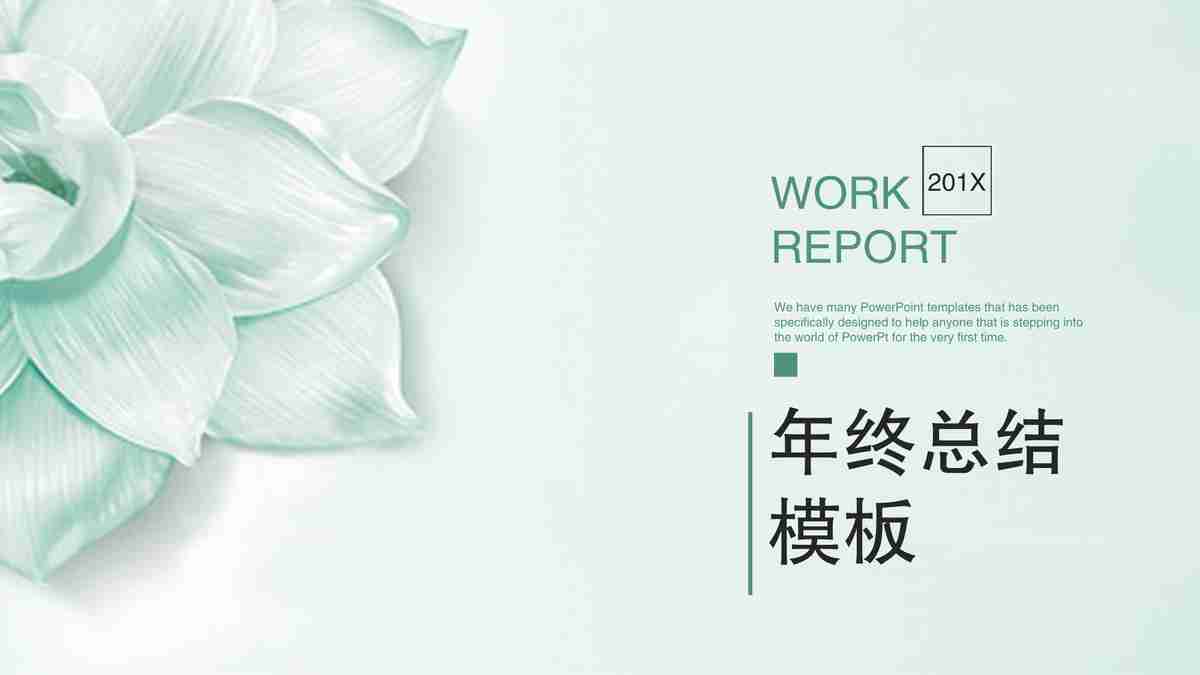 WORK 201X
REPORT
We have many PowerPoint templates that has been
specifically designed to help anyone that is stepping into
the world of PowerPt for the very first time.
年终总结
模板